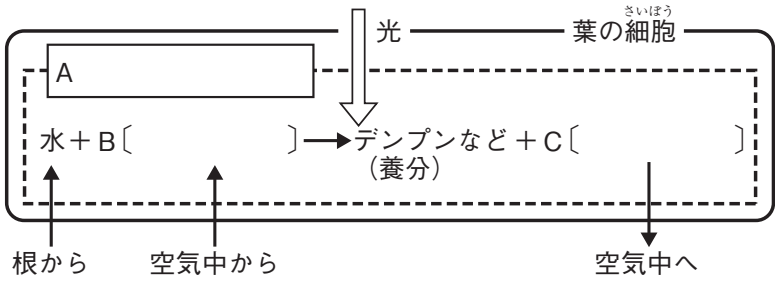 光
葉の細胞
さいぼう
A
水＋B〔　　　〕→デンプンなど＋C〔　　　〕
（養分）
根から
空気中から
空気中へ